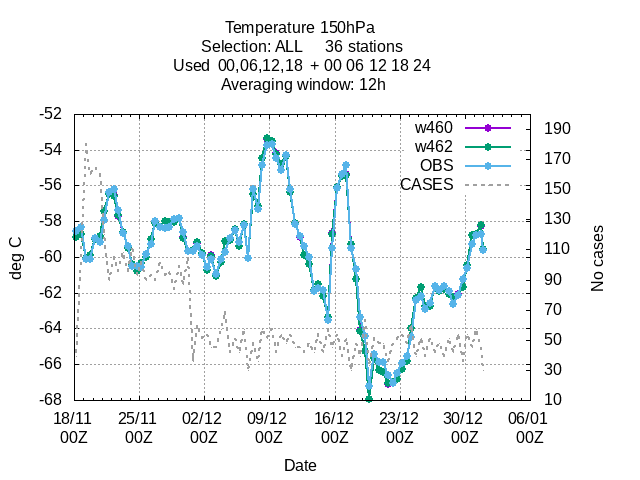 Temperature 150hPa
Selection: ALL 36 stations
Used 00,06,12,18 + 00 06 12 18 24
Averaging window: 12h
-52
-54
-56
-58
-60
-62
-64
-66
-68
190
170
150
130
110
90
70
50
30
10
w460
w462
OBS
CASES
deg C
No cases
18/11 25/11 02/12 09/12 16/12 23/12 30/12 06/01
00Z 00Z 00Z 00Z 00Z 00Z 00Z 00Z
Date